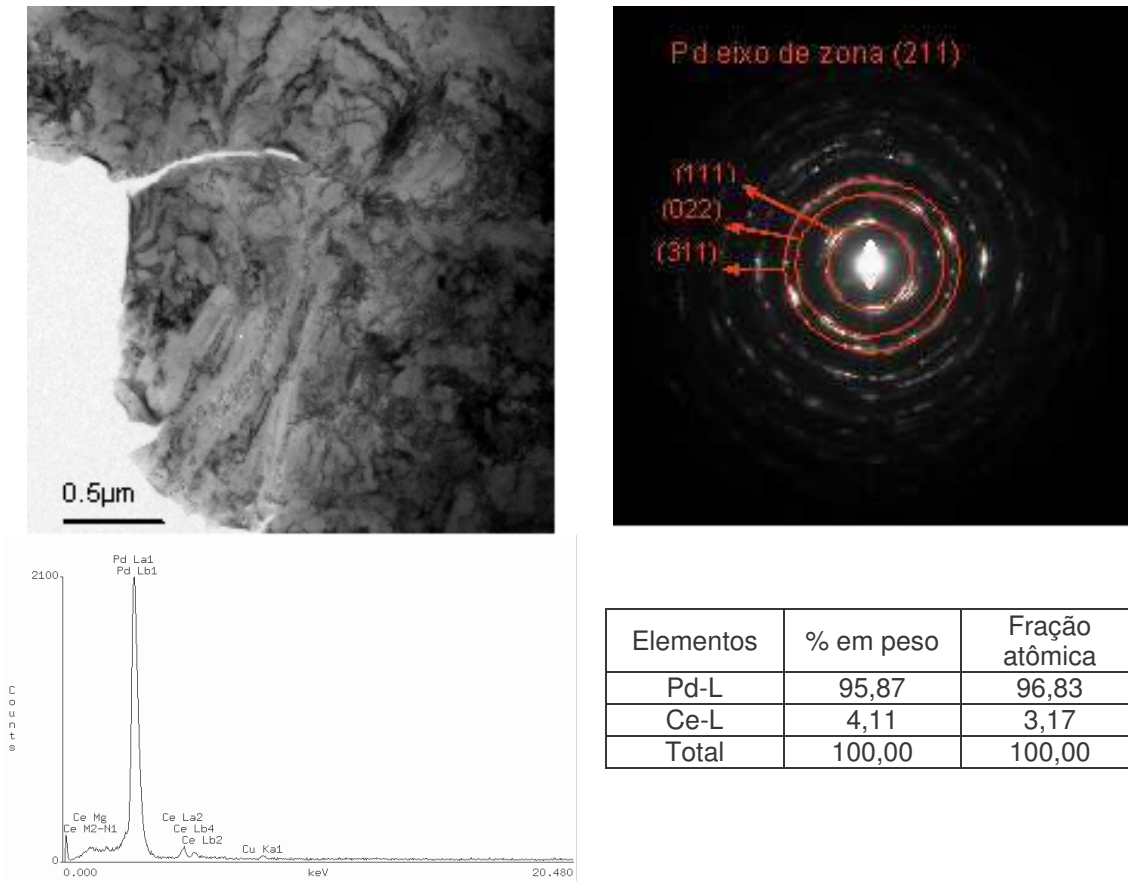 Pd eixo de zona (211)
(111)
(022)
(311)
0.5µm
Pd La1
Pd Lb1
2100
Counts
Ce Mg
Ce M2-N1
Ce La2
Ce Lb4
Ce Lb2
Cu Ka1
0
0.000
keV
20.480
Elementos % em peso Fração
atômica
Pd-L 95,87 96,83
Ce-L 4,11 3,17
Total 100,00 100,00